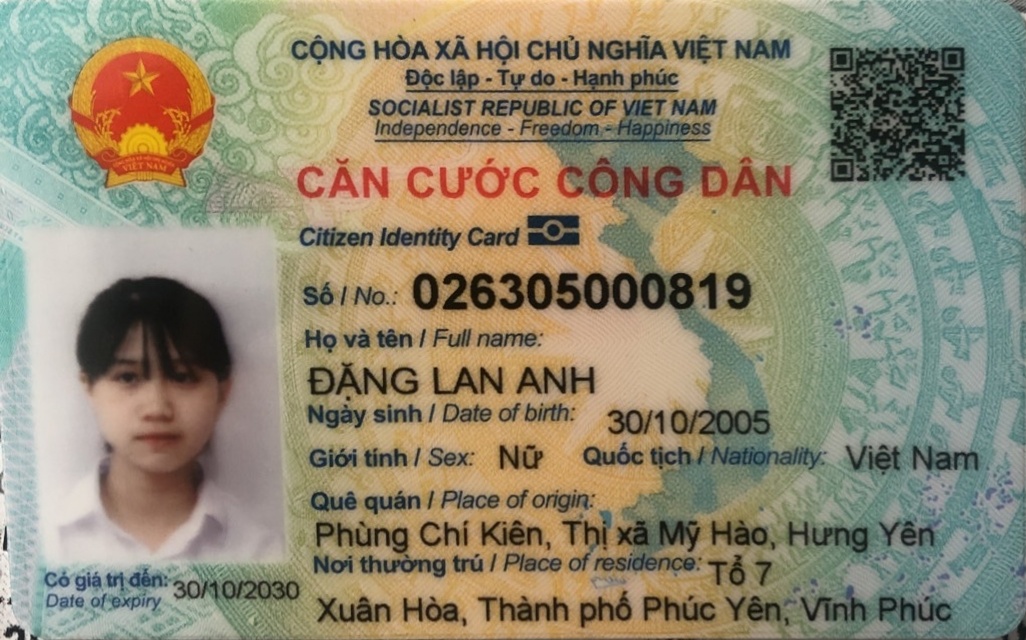 CỘNG HÒA XÃ HỘI CHỦ NGHĨA VIỆT NAM
Độc lập - Tự do - Hạnh phúc
SOCIALIST REPUBLIC OF VIET NAM
Independence - Freedom - Happiness
CĂN CƯỚC CÔNG DÂN
Citizen Identity Card
Số / No.: 026305000819
Họ và tên / Full name:
ĐẶNG LAN ANH
Ngày sinh / Date of birth: 30/10/2005
Giới tính / Sex: Nữ Quốc tịch / Nationality: Việt Nam
Quê quán / Place of origin:
Phùng Chí Kiên, Thị xã Mỹ Hào, Hưng Yên
Nơi thường trú / Place of residence: Tổ 7
Xuân Hòa, Thành phố Phúc Yên, Vĩnh Phúc
Có giá trị đến: 30/10/2030
Date of expiry